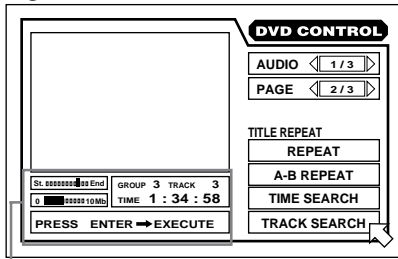 DVD CONTROL
AUDIO 1 / 3
PAGE 2 / 3
TITLE REPEAT
REPEAT
A-B REPEAT
TIME SEARCH
TRACK SEARCH
St. End
0 10Mb
GROUP 3 TRACK 3
TIME 1 : 34 : 58
PRESS ENTER ➡ EXECUTE